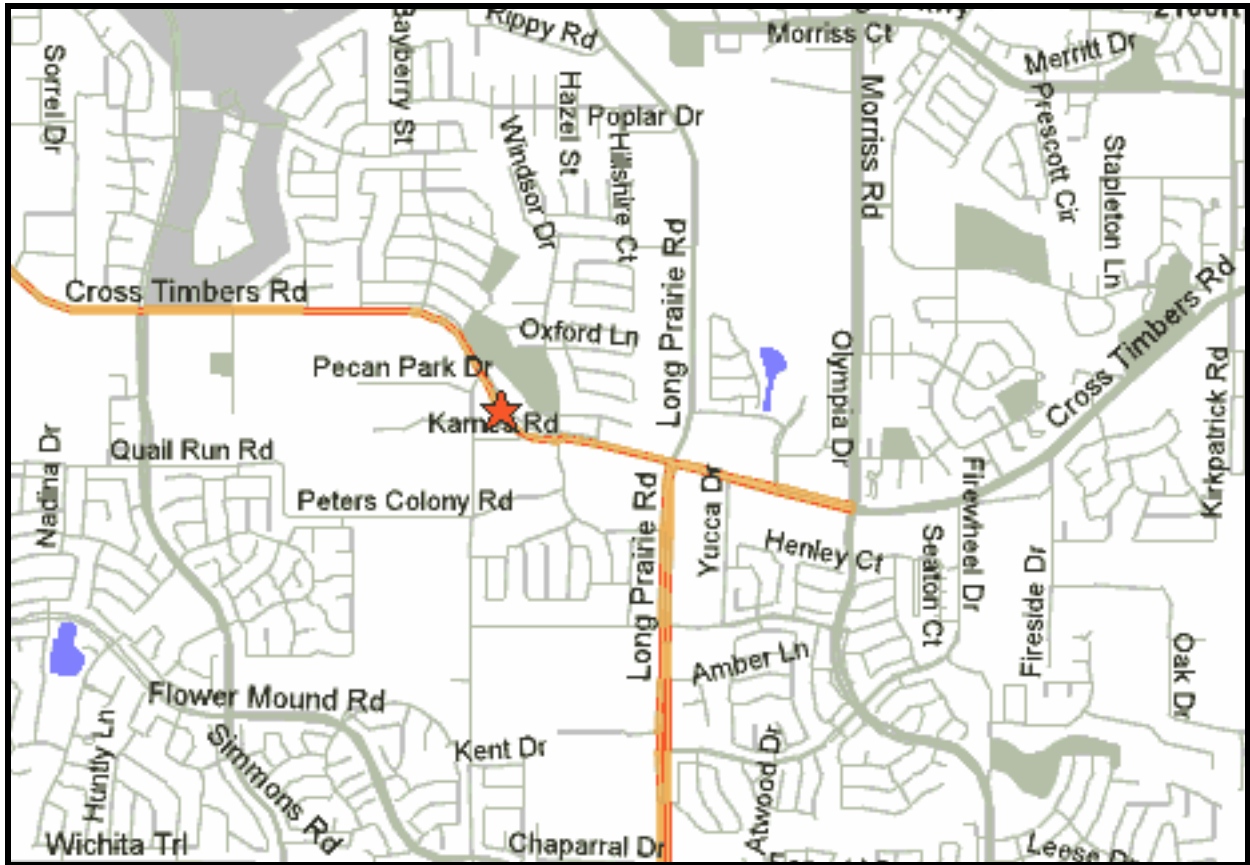 Rippy Rd
Morriss Ct
Merritt Dr
Bayberry St
Sorrel Dr
Hazel St
Poplar Dr
Morriss Rd
Prescott Cir
Windsor Dr
Hillshire Ct
Stapleton Ln
Long Prairie Rd
Cross Timbers Rd
Oxford Ln
Pecan Park Dr
Olympia Dr
Cross Timbers Rd
Kirkpatrick Rd
Rd
Nadina Dr
Quail Run Rd
Peters Colony Rd
Long Prairie Rd
Yucca Dr
Firewheel Dr
Henley Ct
Seaton Ct
Fireside Dr
Amber Ln
Oak Dr
Flower Mound Rd
Huntly Ln
Simmons Rd
Kent Dr
Atwood Dr
Wichita Trl
Chaparral Dr
Leese Dr